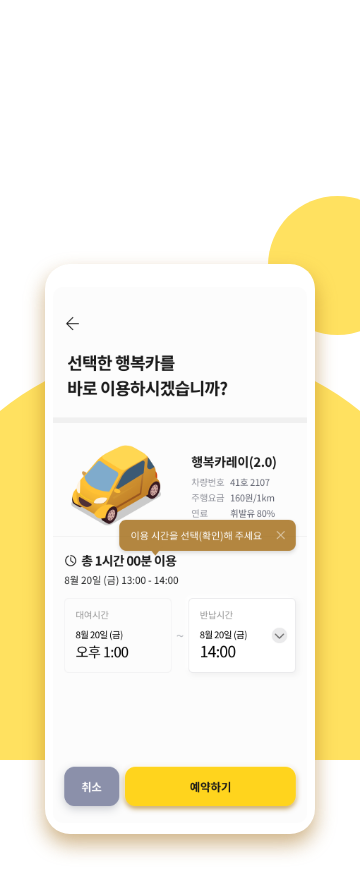 선택한 행복카를
바로 이용하시겠습니까?
행복카레이(2.0)
차량번호 41호 2107
주행요금 160원/1km
연료 휘발유 80%
이용 시간을 선택(확인)해 주세요
총 1시간 00분 이용
8월 20일 (금) 13:00 - 14:00
대여시간
8월 20일 (금)
오후 1:00
~
반납시간
8월 20일 (금)
14:00
취소
예약하기